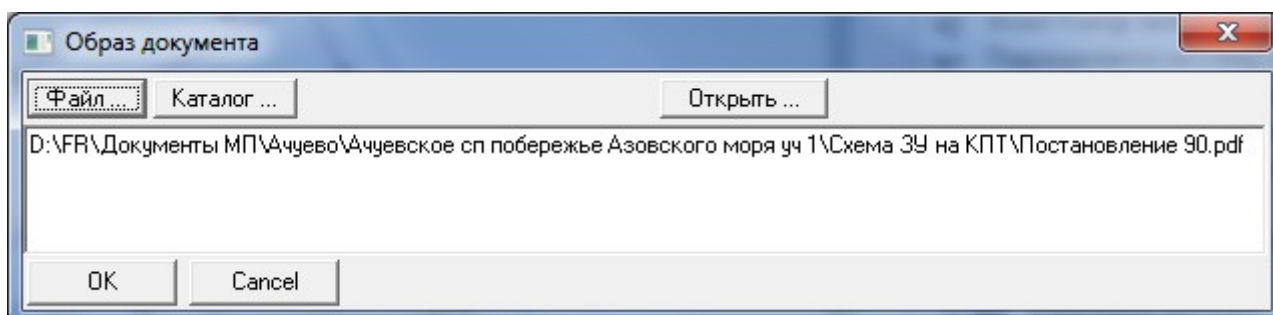 Образ документа
Файл ... Каталог ... Открыть ...
D:\FR\Документы МП\Ачуево\Ачуевское сп побережье Азовского моря уч 1\Схема ЗУ на КПТ\Постановление 90.pdf
OK Cancel